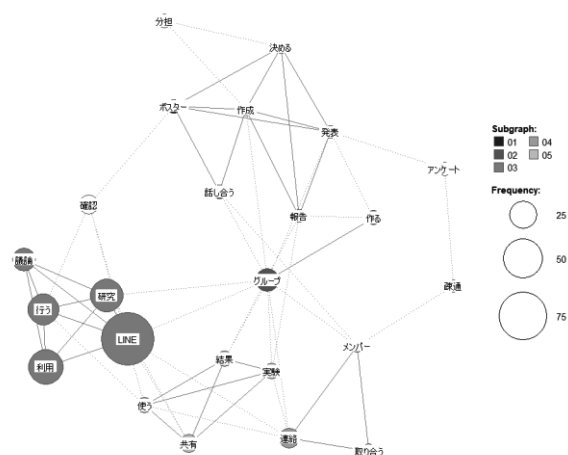 分担
決める
ポスター
作成
発表
アンケート
話し合う
確認
報告
作る
議論
グループ
疎通
研究
行う
LINE
メンバー
結果
利用
実験
使う
連絡
共有
取り合う
Subgraph:
01 04
02 05
03
Frequency:
25
50
75